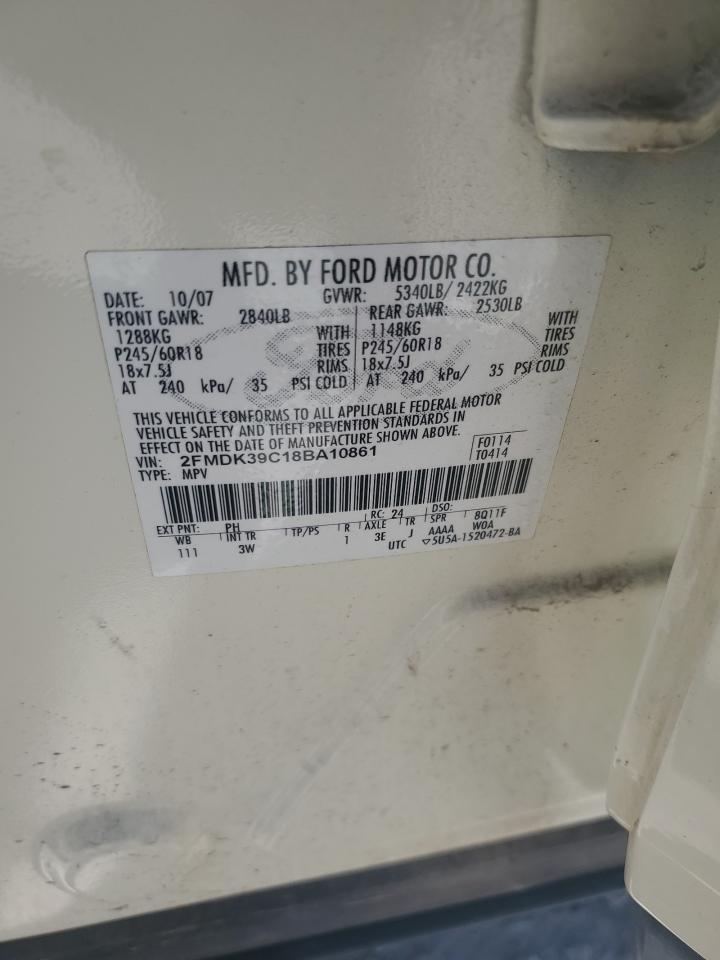 MFD. BY FORD MOTOR CO.
DATE: 10/07 GVWR: 5340LB/ 2422KG
FRONT GAWR: 2840LB REAR GAWR: 2530LB
1288KG WITH 1148KG WITH
P245/60R18 TIRES P245/60R18 TIRES
18x7.5J RIMS 18x7.5J RIMS
AT 240 kPa/ 35 PSI COLD AT 240 kPa/ 35 PSI COLD
Ford
THIS VEHICLE CONFORMS TO ALL APPLICABLE FEDERAL MOTOR
VEHICLE SAFETY AND THEFT PREVENTION STANDARDS IN
EFFECT ON THE DATE OF MANUFACTURE SHOWN ABOVE.
VIN: 2FMDK39C18BA10861 F0114
TYPE: MPV T0414
EXT PNT: PH RC: 24 DSO:
WB INT TR TP/PS R AXLE TR SPR 8Q11F
111 3W 1 3E J AAAA W0A
UTC ▽5U5A-1520472-BA